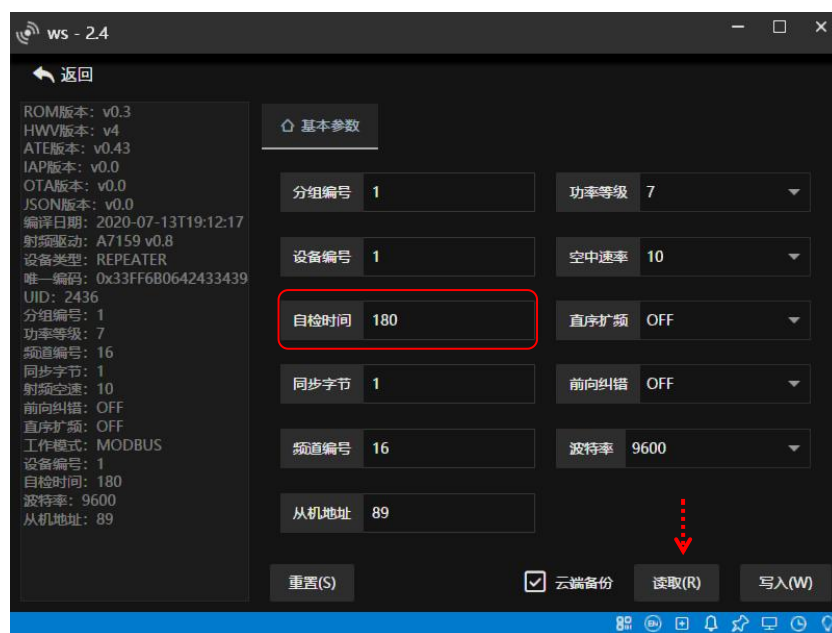 ws - 2.4
返回
ROM版本：v0.3
HWV版本：v4
ATE版本：v0.43
IAP版本：v0.0
OTA版本：v0.0
JSON版本：v0.0
编译日期：2020-07-13T19:12:17
射频驱动：A7159 v0.8
设备类型：REPEATER
唯一编码：0x33FF6B0642433439
UID：2436
分组编号：1
功率等级：7
频道编号：16
同步字节：1
射频空速：10
前向纠错：OFF
直序扩频：OFF
工作模式：MODBUS
设备编号：1
自检时间：180
波特率：9600
从机地址：89
基本参数
分组编号 1 功率等级 7
设备编号 1 空中速率 10
自检时间 180 直序扩频 OFF
同步字节 1 前向纠错 OFF
频道编号 16 波特率 9600
从机地址 89
重置(S) 云端备份 读取(R) 写入(W)
EN